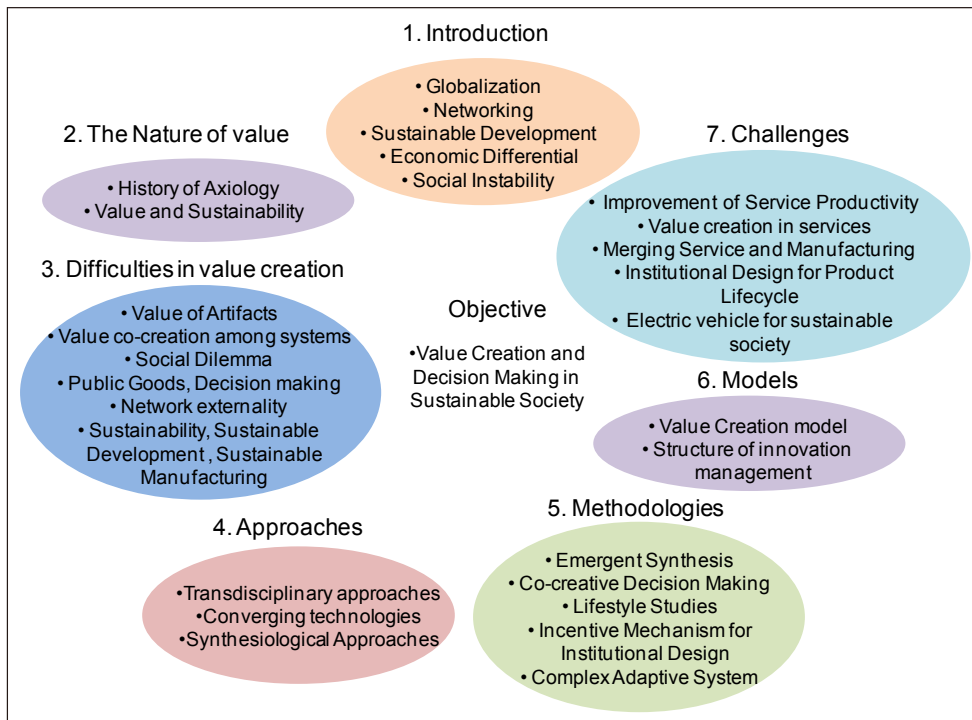 1. Introduction
• Globalization
• Networking
• Sustainable Development
• Economic Differential
• Social Instability
2. The Nature of value
• History of Axiology
• Value and Sustainability
3. Difficulties in value creation
• Value of Artifacts
• Value co-creation among systems
• Social Dilemma
• Public Goods, Decision making
• Network externality
• Sustainability, Sustainable
Development , Sustainable
Manufacturing
4. Approaches
•Transdisciplinary approaches
•Converging technologies
•Synthesiological Approaches
5. Methodologies
• Emergent Synthesis
• Co-creative Decision Making
• Lifestyle Studies
• Incentive Mechanism for
Institutional Design
• Complex Adaptive System
6. Models
• Value Creation model
• Structure of innovation
management
7. Challenges
• Improvement of Service Productivity
• Value creation in services
• Merging Service and Manufacturing
• Institutional Design for Product
Lifecycle
• Electric vehicle for sustainable
society
Objective
•Value Creation and
Decision Making in
Sustainable Society